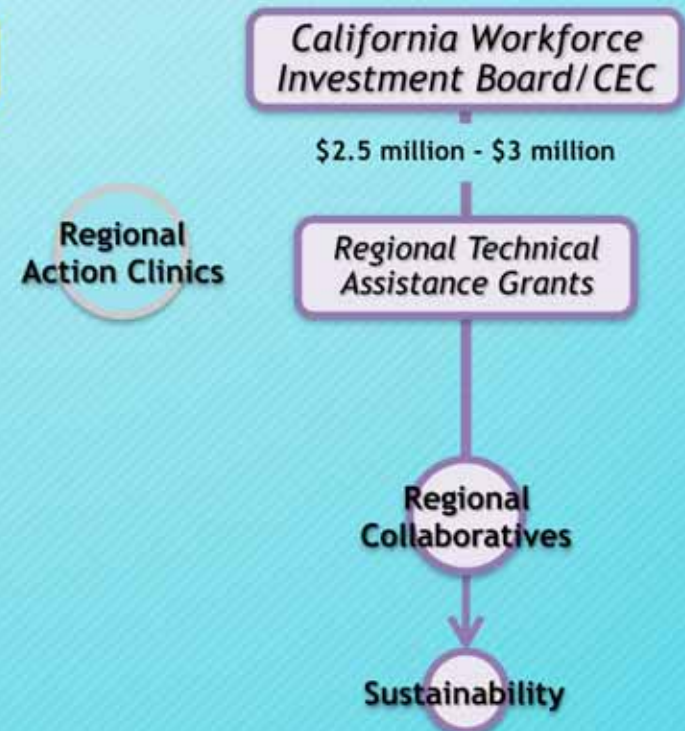 California Workforce
Investment Board/CEC
$2.5 million - $3 million
Regional
Action Clinics
Regional Technical
Assistance Grants
Regional
Collaboratives
Sustainability